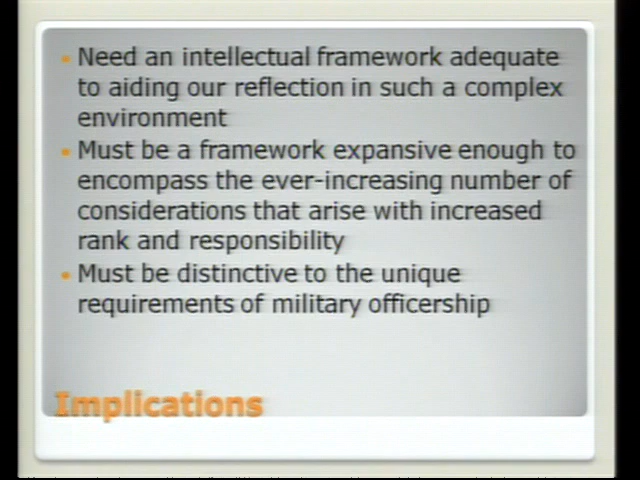 Need an intellectual framework adequate
to aiding our reflection in such a complex
environment
Must be a framework expansive enough to
encompass the ever-increasing number of
considerations that arise with increased
rank and responsibility
Must be distinctive to the unique
requirements of military officership
Implications